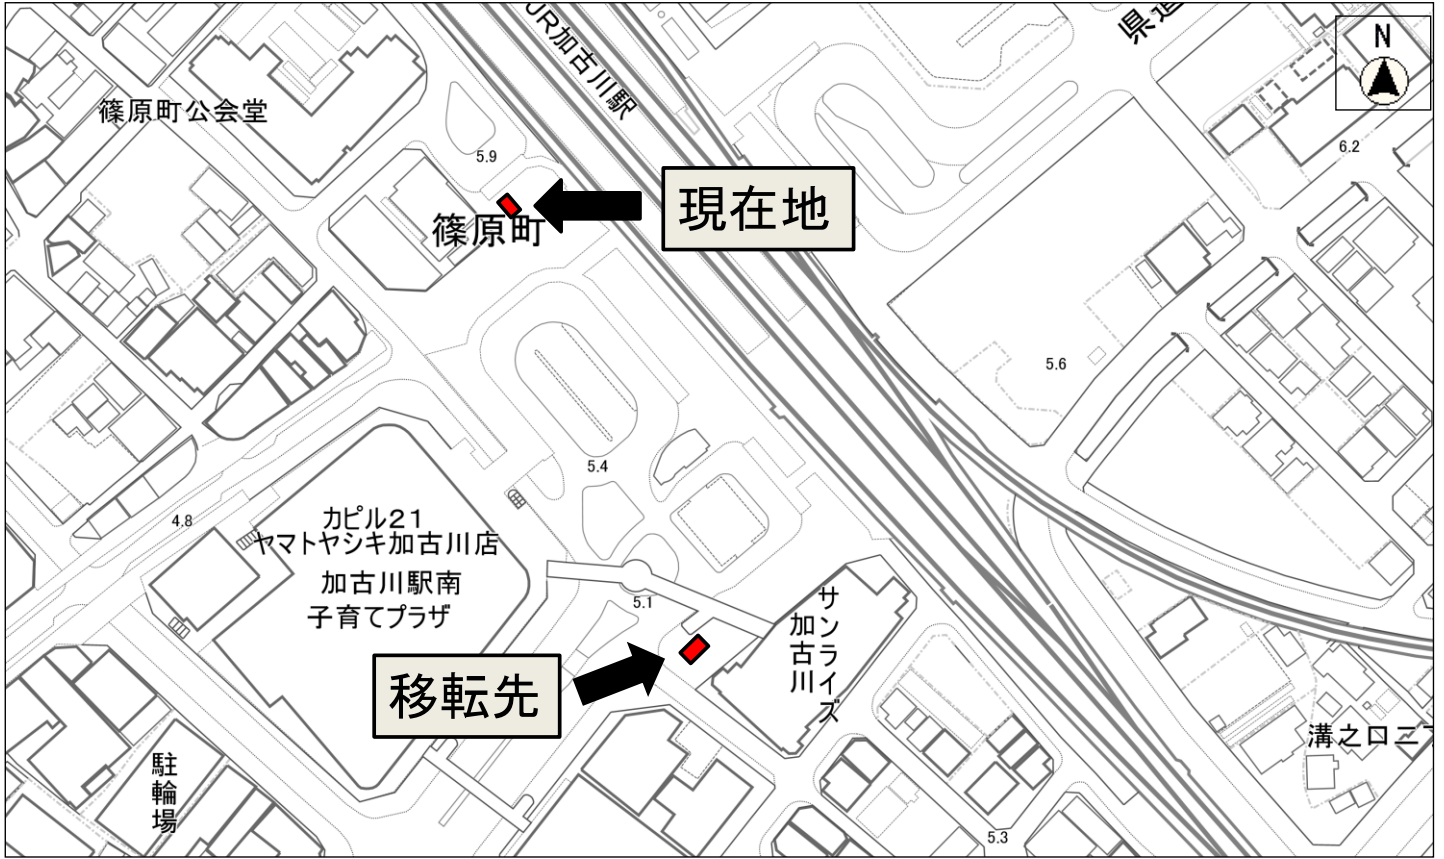 県道
N
JR加古川駅
篠原町公会堂
6.2
5.9
現在地
篠原町
5.6
5.4
4.8
カピル21
ヤマトヤシキ加古川店
加古川駅南
子育てプラザ
5.1
サンライズ
加古川
移転先
溝之口
駐輪場
5.3